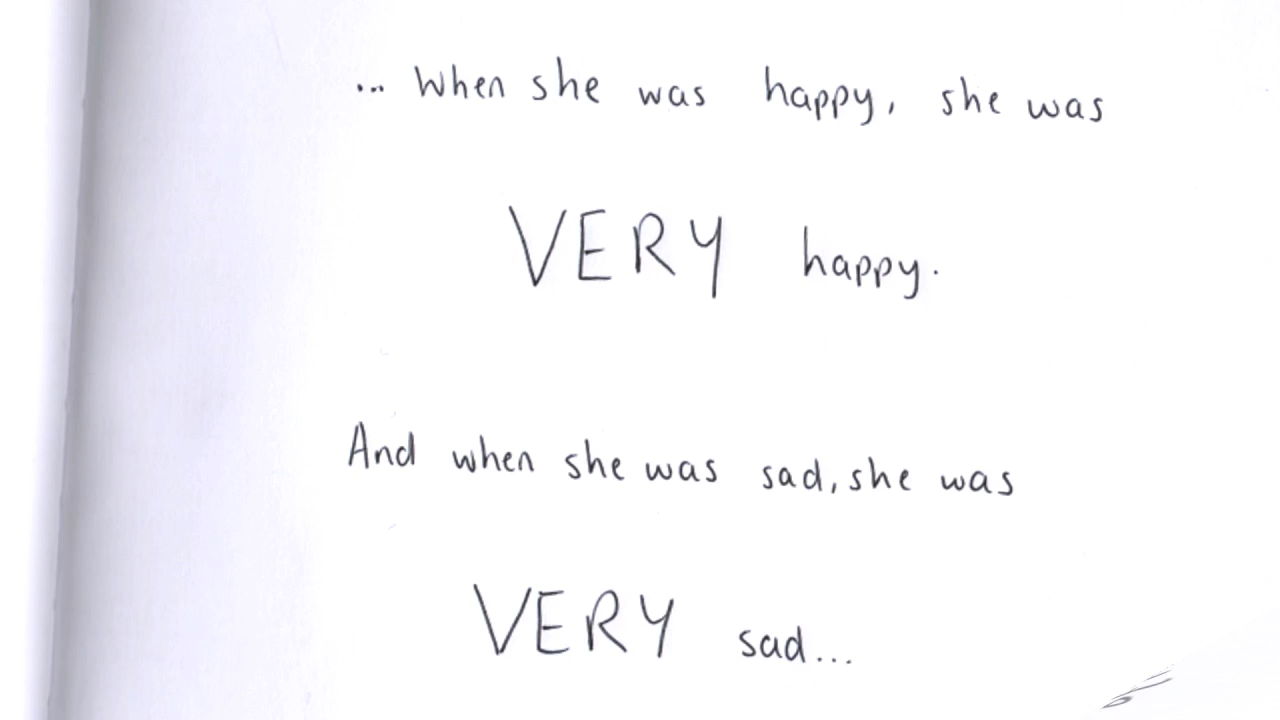 ... When she was happy, she was
VERY happy.
And when she was sad, she was
VERY sad...